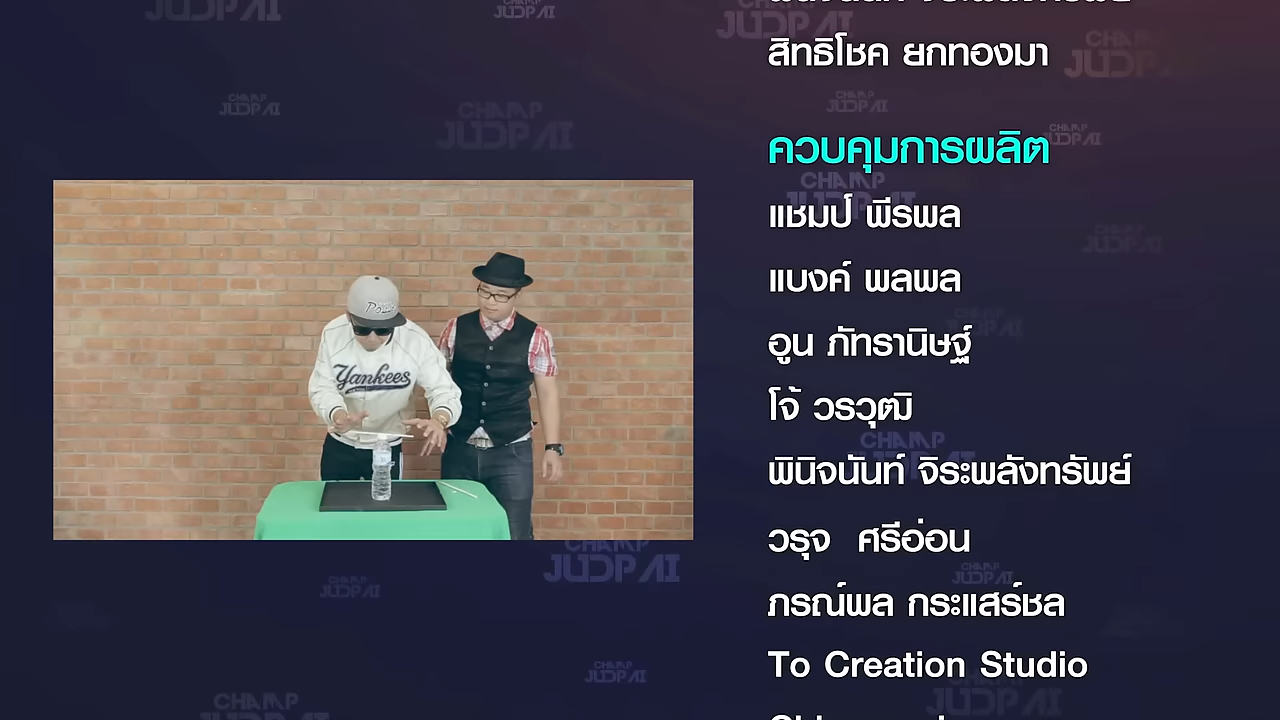 สิทธิโชค ยกทองมา
ควบคุมการผลิต
แชมป์ พีรพล
แบงค์ พลพล
อูน ภัทรานิษฐ์
โจ้ วรวุฒิ
พินิจนันท์ จิระพลังทรัพย์
วรุจ ศรีอ่อน
ภรณ์พล กระแสร์ชล
To Creation Studio
Yankees
CHAMP
JUDPAI